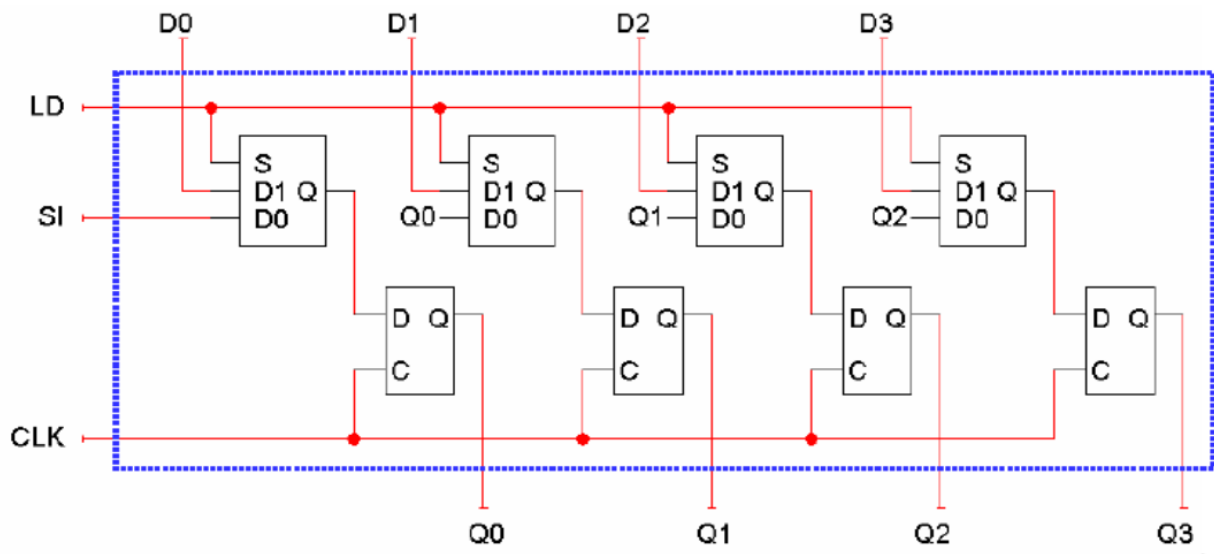 D0 D1 D2 D3
LD
S S S S
D1 Q D1 Q D1 Q D1 Q
SI D0 Q0 D0 Q1 D0 Q2 D0
D Q D Q D Q D Q
C C C C
CLK
Q0 Q1 Q2 Q3